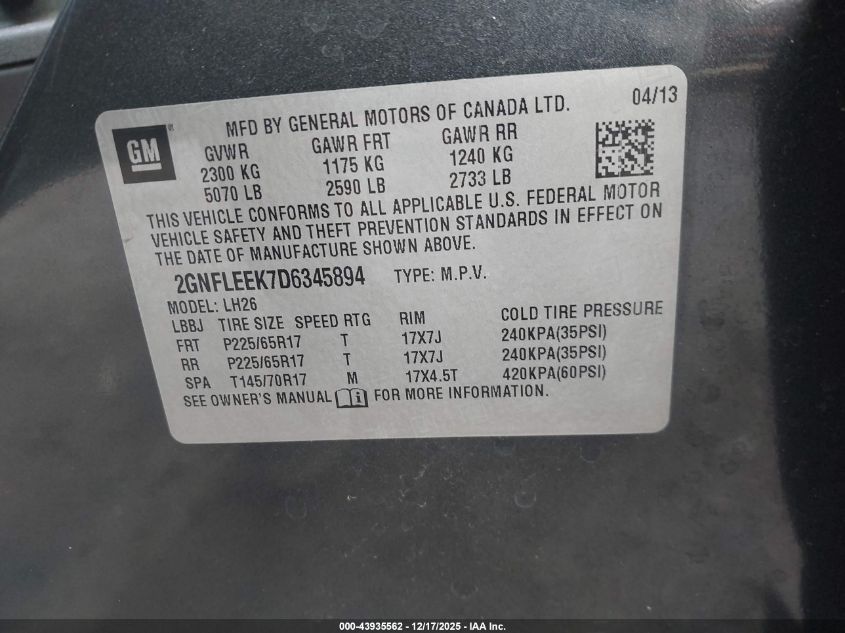 04/13
MFD BY GENERAL MOTORS OF CANADA LTD.
GM
GVWR GAWR FRT GAWR RR
2300 KG 1175 KG 1240 KG
5070 LB 2590 LB 2733 LB
THIS VEHICLE CONFORMS TO ALL APPLICABLE U.S. FEDERAL MOTOR
VEHICLE SAFETY AND THEFT PREVENTION STANDARDS IN EFFECT ON
THE DATE OF MANUFACTURE SHOWN ABOVE.
2GNFLEEK7D6345894 TYPE: M.P.V.
MODEL: LH26
LBBJ TIRE SIZE SPEED RTG RIM COLD TIRE PRESSURE
FRT P225/65R17 T 17X7J 240KPA(35PSI)
RR P225/65R17 T 17X7J 240KPA(35PSI)
SPA T145/70R17 M 17X4.5T 420KPA(60PSI)
SEE OWNER'S MANUAL i FOR MORE INFORMATION.
000-43935562 - 12/17/2025 - IAA Inc.